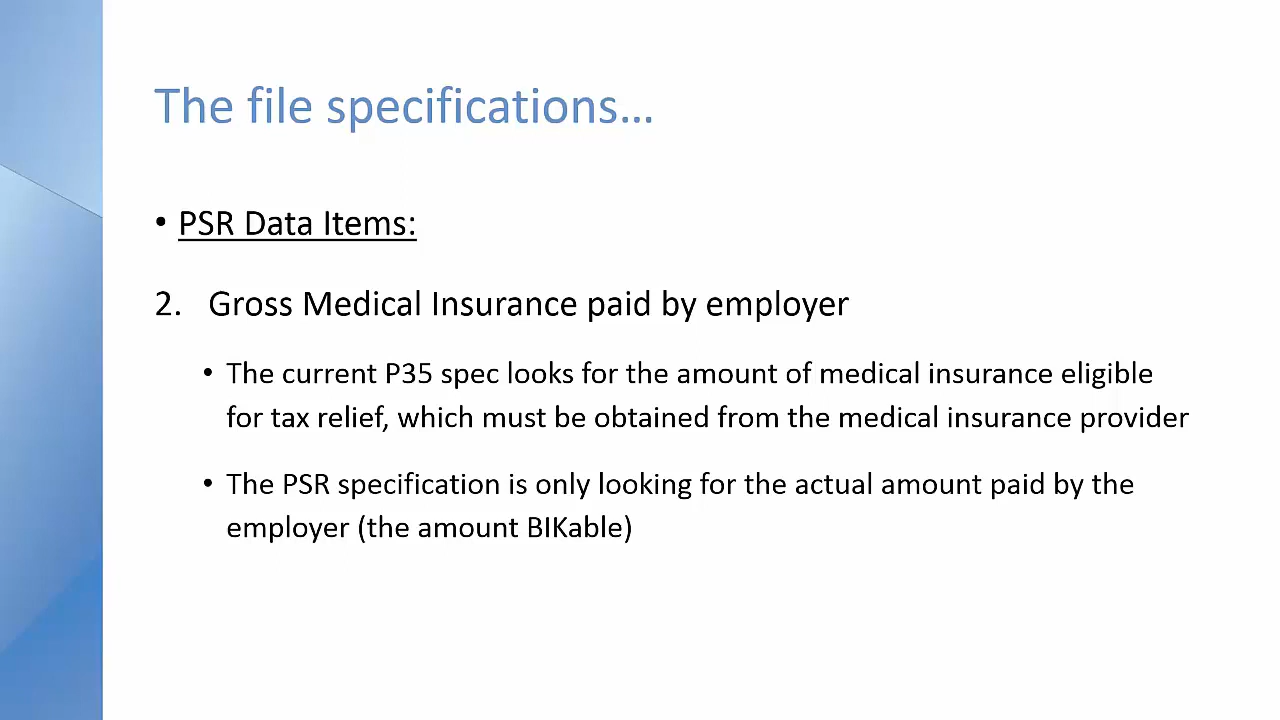 The file specifications...
• PSR Data Items:
2. Gross Medical Insurance paid by employer
• The current P35 spec looks for the amount of medical insurance eligible
for tax relief, which must be obtained from the medical insurance provider
• The PSR specification is only looking for the actual amount paid by the
employer (the amount BIKable)